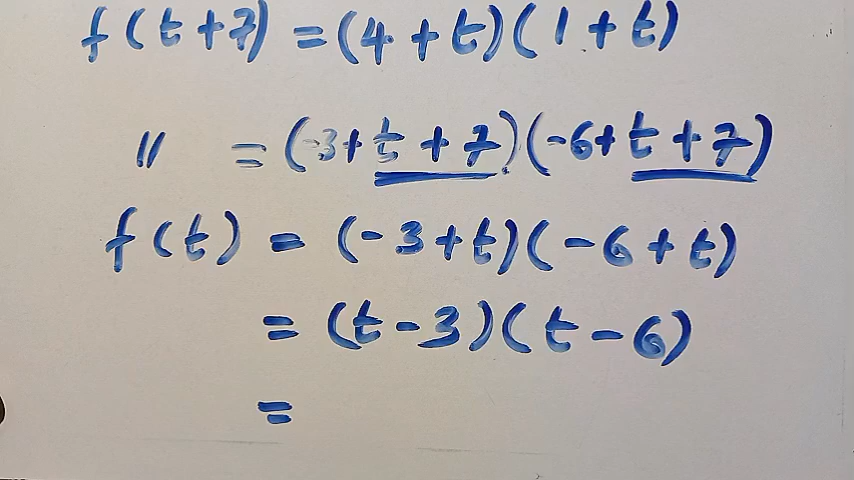 f(t+7) = (4+t)(1+t)
" = (-3+t+7)(-6+t+7)
f(t) = (-3+t)(-6+t)
= (t-3)(t-6)
=